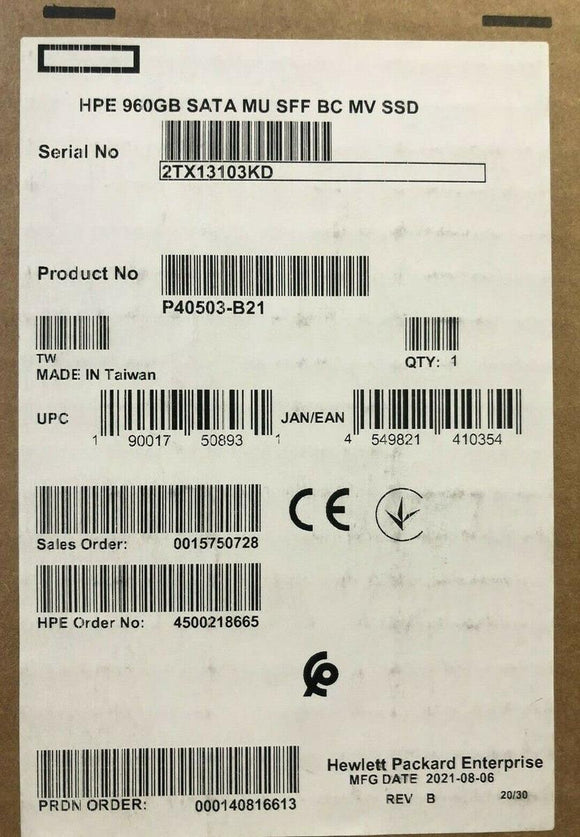 HPE 960GB SATA MU SFF BC MV SSD
Serial No
2TX13103KD
Product No
P40503-B21
TW
MADE IN Taiwan
QTY: 1
UPC
1 90017 50893 1
JAN/EAN
4 549821 410354
CE
Sales Order: 0015750728
HPE Order No: 4500218665
PRDN ORDER: 000140816613
Hewlett Packard Enterprise
MFG DATE 2021-08-06
REV B 20/30